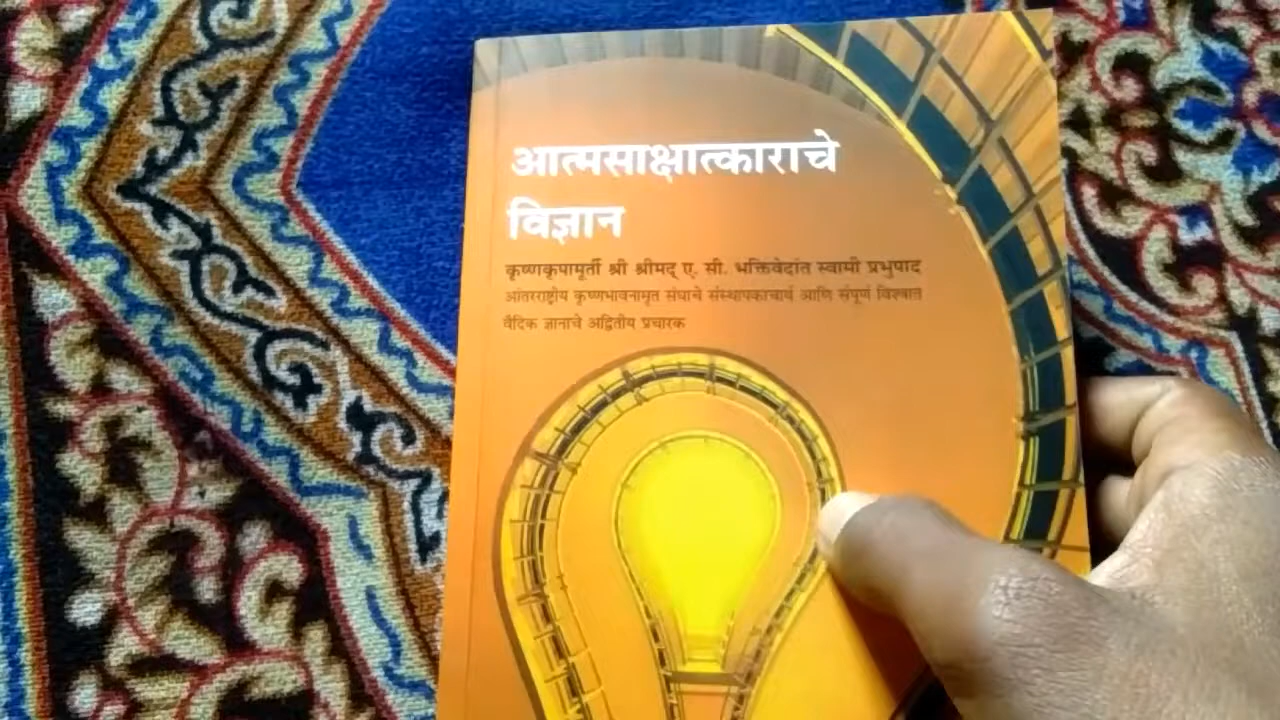 आत्मसाक्षात्काराचे
विज्ञान
कृष्णकृपामूर्ती श्री श्रीमद् ए. सी. भक्तिवेदांत स्वामी प्रभुपाद
आंतरराष्ट्रीय कृष्णभावनामृत संघाचे संस्थापकाचार्य आणि संपूर्ण विश्वात
वैदिक ज्ञानाचे अद्वितीय प्रचारक